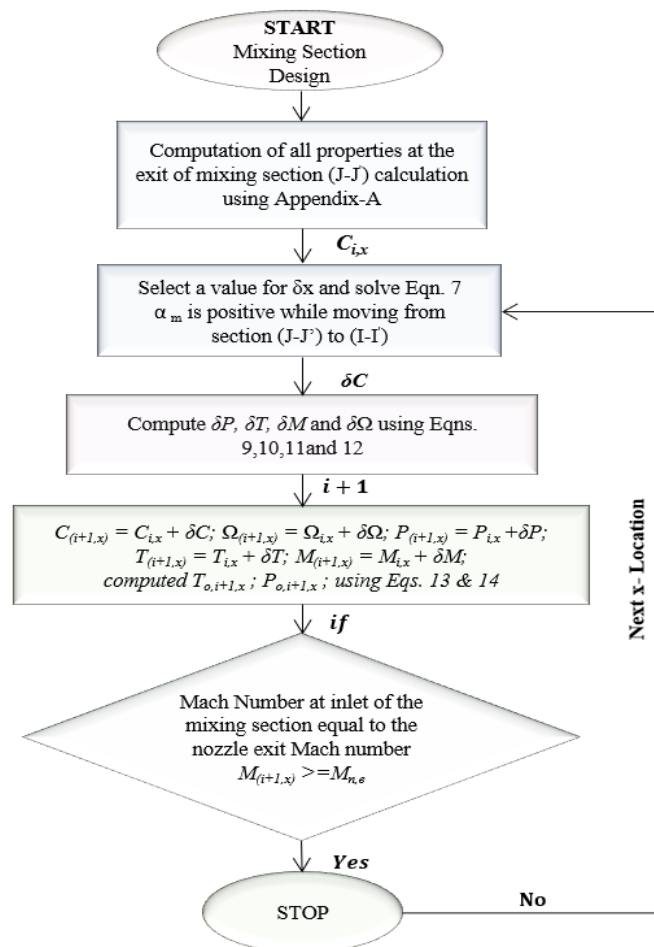 START
Mixing Section
Design
Computation of all properties at the
exit of mixing section (J-J') calculation
using Appendix-A
C_{i,x}
Select a value for δx and solve Eqn. 7
α_m is positive while moving from
section (J-J') to (I-I')
δC
Compute δP, δT, δM and δΩ using Eqns.
9,10,11and 12
i + 1
C_{(i+1,x)} = C_{i,x} + δC; Ω_{(i+1,x)} = Ω_{i,x} + δΩ; P_{(i+1,x)} = P_{i,x} +δP;
T_{(i+1,x)} = T_{i,x} + δT; M_{(i+1,x)} = M_{i,x} + δM;
computed T_{o,i+1,x} ; P_{o,i+1,x} ; using Eqs. 13 & 14
if
Mach Number at inlet of the
mixing section equal to the
nozzle exit Mach number
M_{(i+1,x)} >=M_{n,e}
Yes
STOP
No
Next x- Location